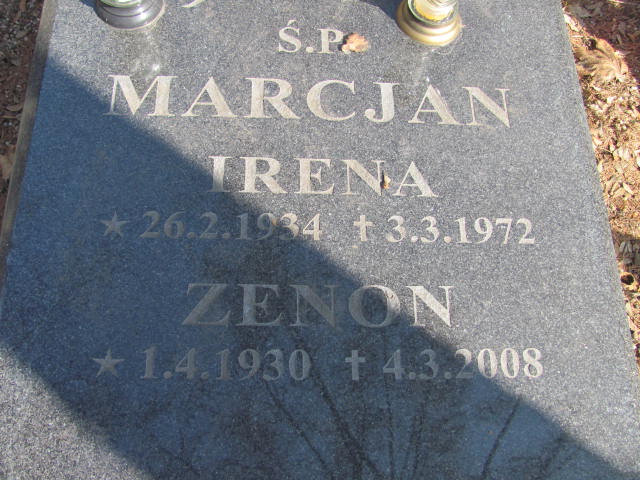 Ś.P.
MARCJAN
IRENA
★ 26.2.1934 ✝ 3.3.1972
ZENON
★ 1.4.1930 ✝ 4.3.2008